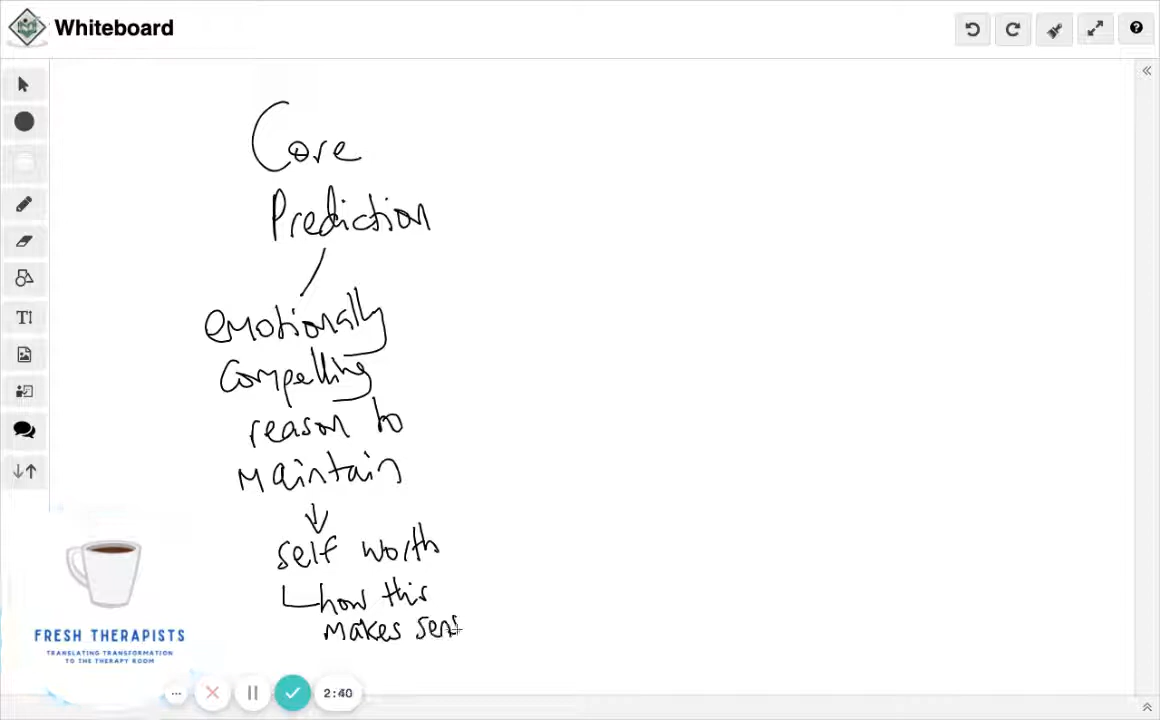 Whiteboard
Core
Prediction
emotionally
compelling
reason to
maintain
self worth
how this
makes sens
FRESH THERAPISTS
TRANSLATING TRANSFORMATION
TO THE THERAPY ROOM
2:40